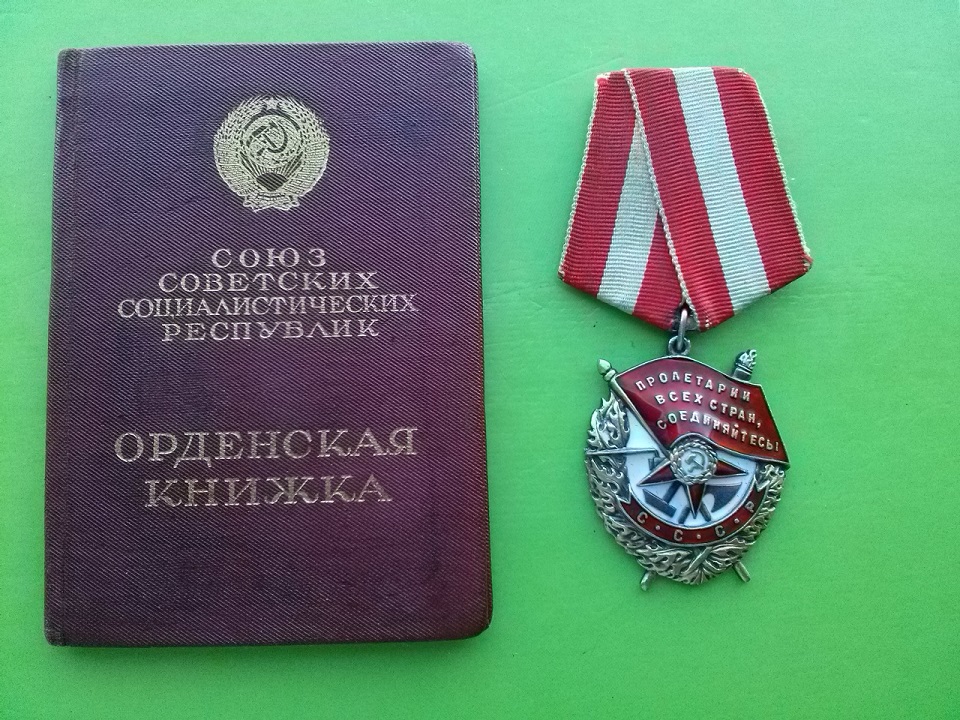 СОЮЗ
СОВЕТСКИХ
СОЦИАЛИСТИЧЕСКИХ
РЕСПУБЛИК
ОРДЕНСКАЯ
КНИЖКА
ПРОЛЕТАРИИ
ВСЕХ СТРАН,
СОЕДИНЯЙТЕСЬ!
С·С·С·Р